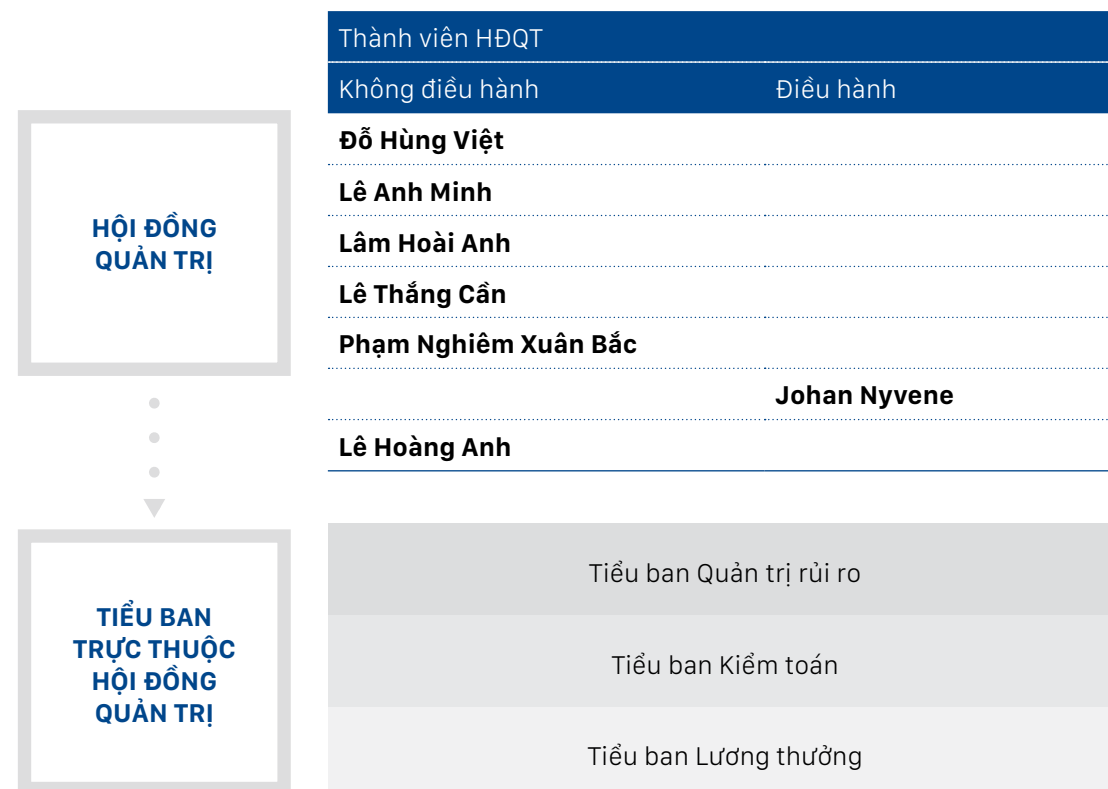 Thành viên HĐQT
Không điều hành Điều hành
Đỗ Hùng Việt
Lê Anh Minh
HỘI ĐỒNG
QUẢN TRỊ
Lâm Hoài Anh
Lê Thắng Cần
Phạm Nghiêm Xuân Bắc
Johan Nyvene
Lê Hoàng Anh
TIỂU BAN
TRỰC THUỘC
HỘI ĐỒNG
QUẢN TRỊ
Tiểu ban Quản trị rủi ro
Tiểu ban Kiểm toán
Tiểu ban Lương thưởng